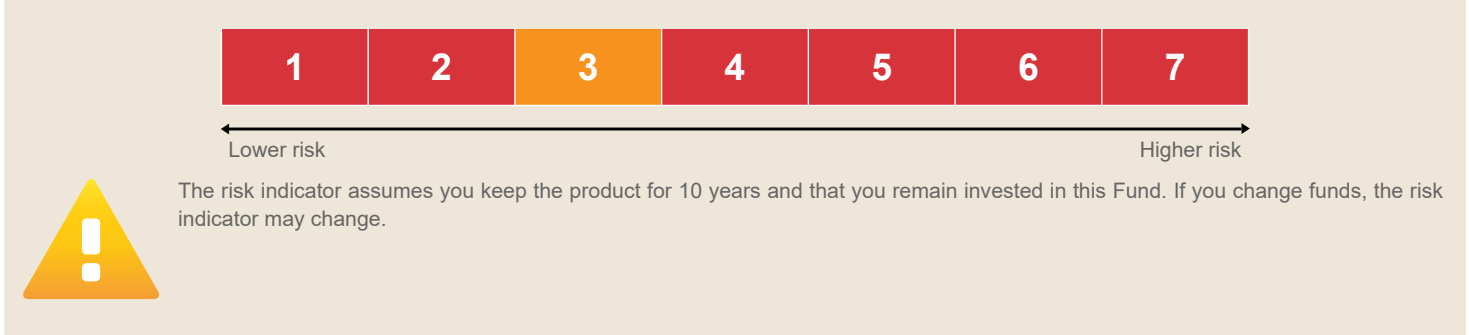 1 2 3 4 5 6 7
Lower risk Higher risk
The risk indicator assumes you keep the product for 10 years and that you remain invested in this Fund. If you change funds, the risk
indicator may change.